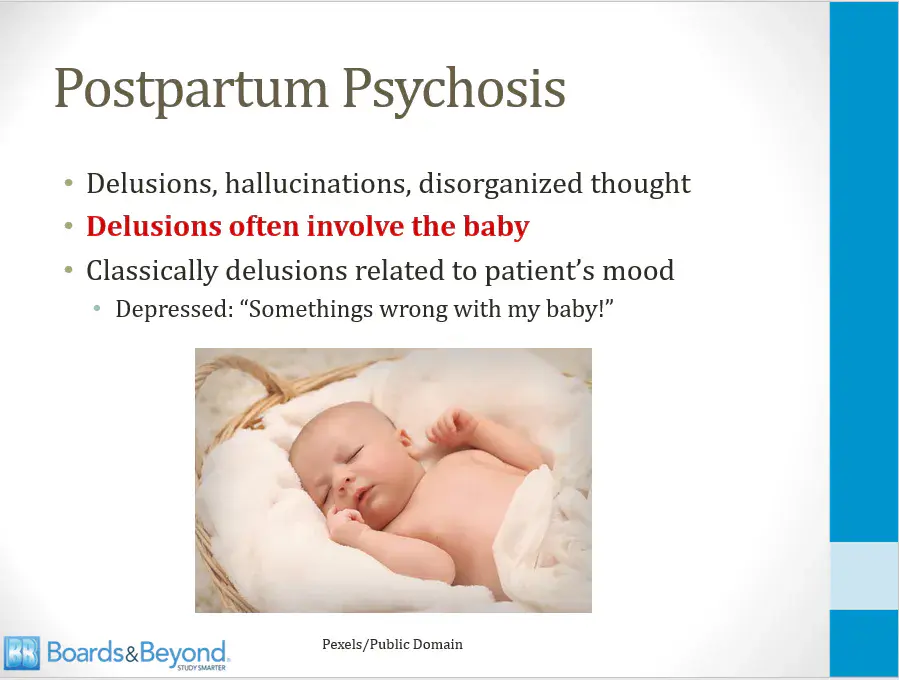 Postpartum Psychosis
• Delusions, hallucinations, disorganized thought
• Delusions often involve the baby
• Classically delusions related to patient’s mood
• Depressed: “Somethings wrong with my baby!”
Pexels/Public Domain
BB Boards&Beyond.
STUDY SMARTER